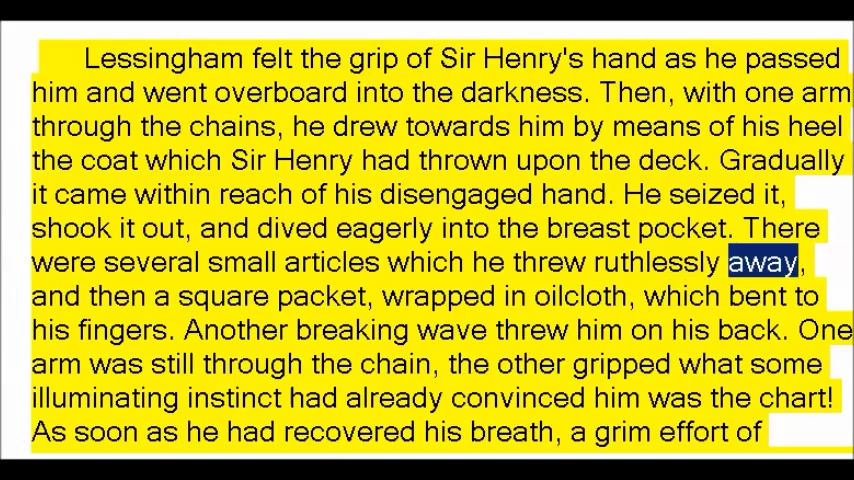 Lessingham felt the grip of Sir Henry's hand as he passed
him and went overboard into the darkness. Then, with one arm
through the chains, he drew towards him by means of his heel
the coat which Sir Henry had thrown upon the deck. Gradually
it came within reach of his disengaged hand. He seized it,
shook it out, and dived eagerly into the breast pocket. There
were several small articles which he threw ruthlessly away,
and then a square packet, wrapped in oilcloth, which bent to
his fingers. Another breaking wave threw him on his back. One
arm was still through the chain, the other gripped what some
illuminating instinct had already convinced him was the chart!
As soon as he had recovered his breath, a grim effort of